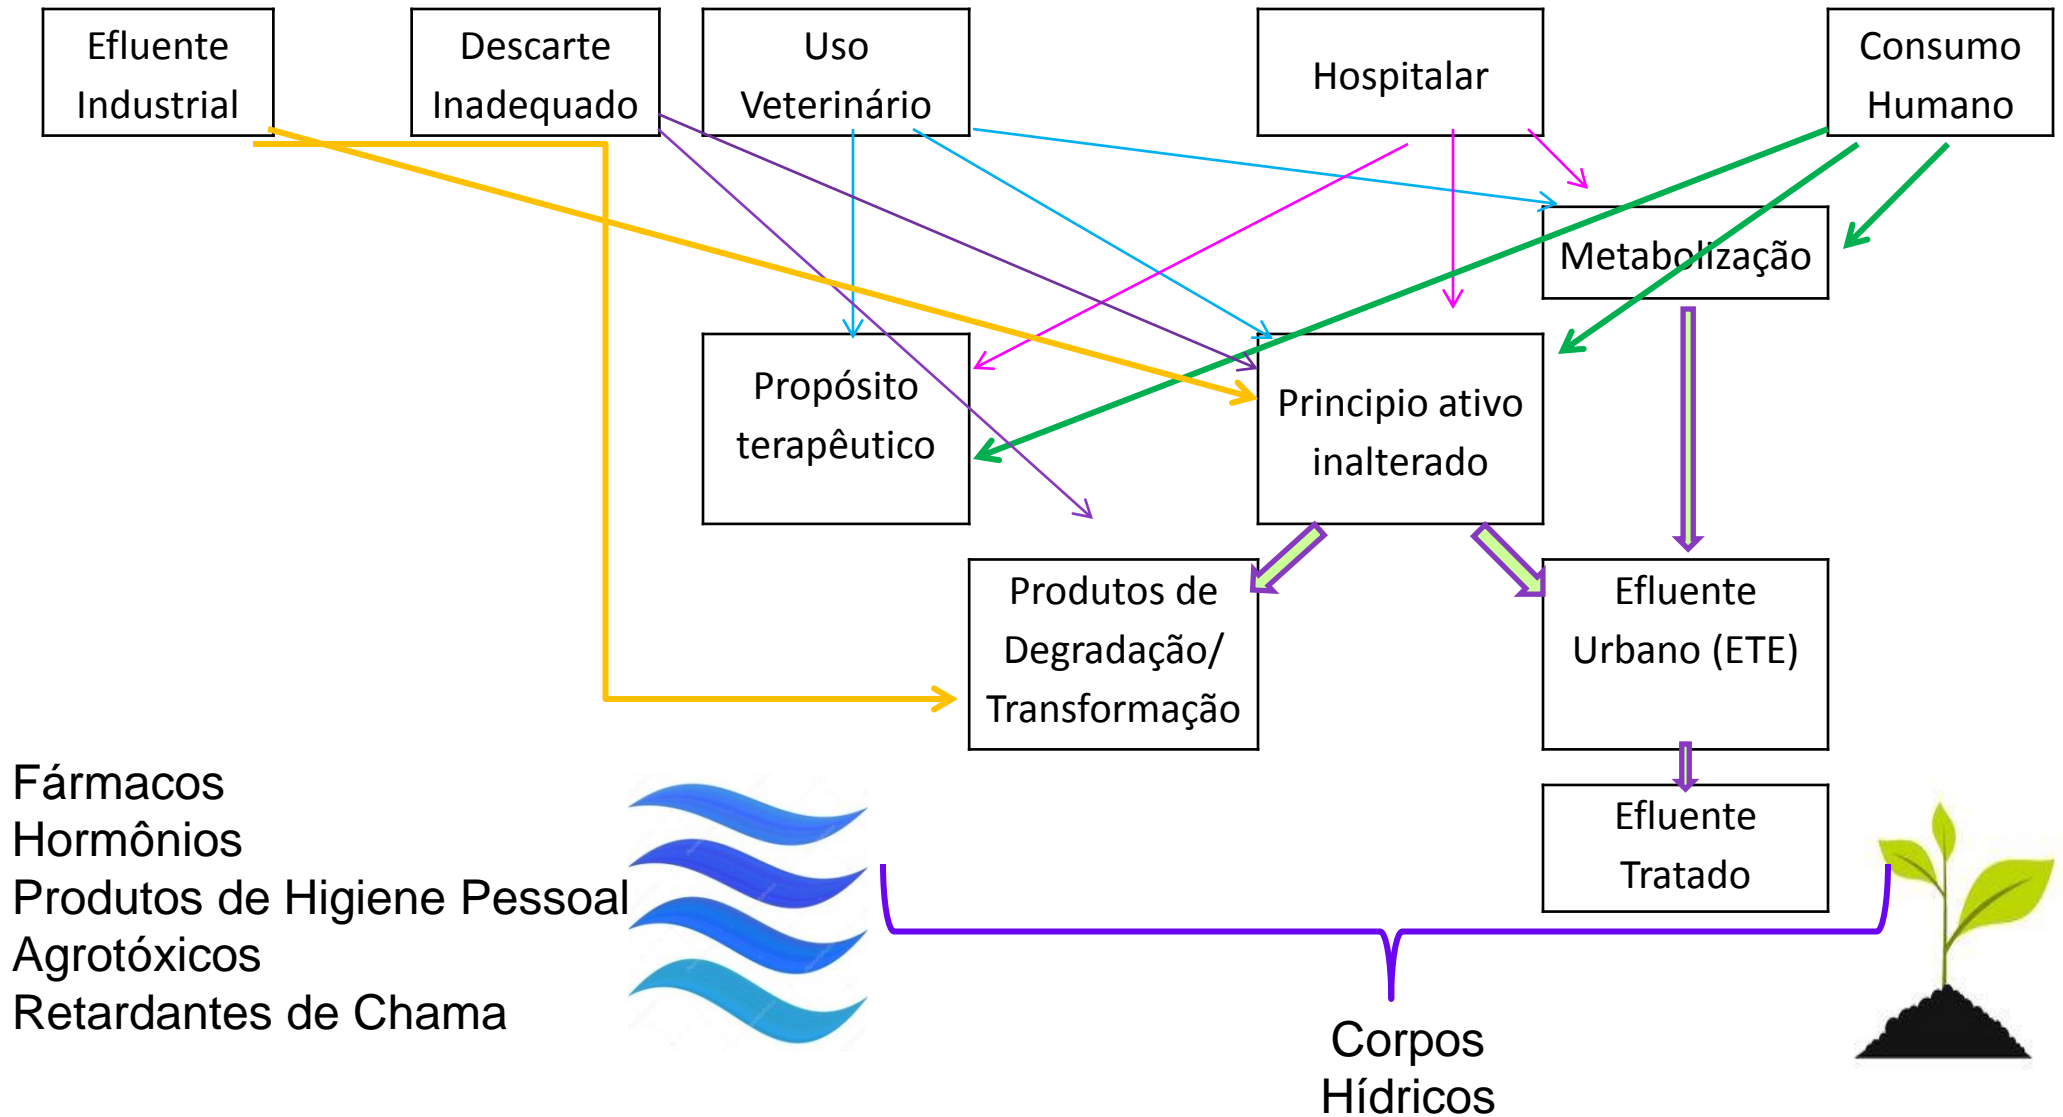 Efluente
Industrial
Descarte
Inadequado
Uso
Veterinário
Hospitalar
Consumo
Humano
Metabolização
Propósito
terapêutico
Principio ativo
inalterado
Produtos de
Degradação/
Transformação
Efluente
Urbano (ETE)
Efluente
Tratado
Fármacos
Hormônios
Produtos de Higiene Pessoal
Agrotóxicos
Retardantes de Chama
Corpos
Hídricos